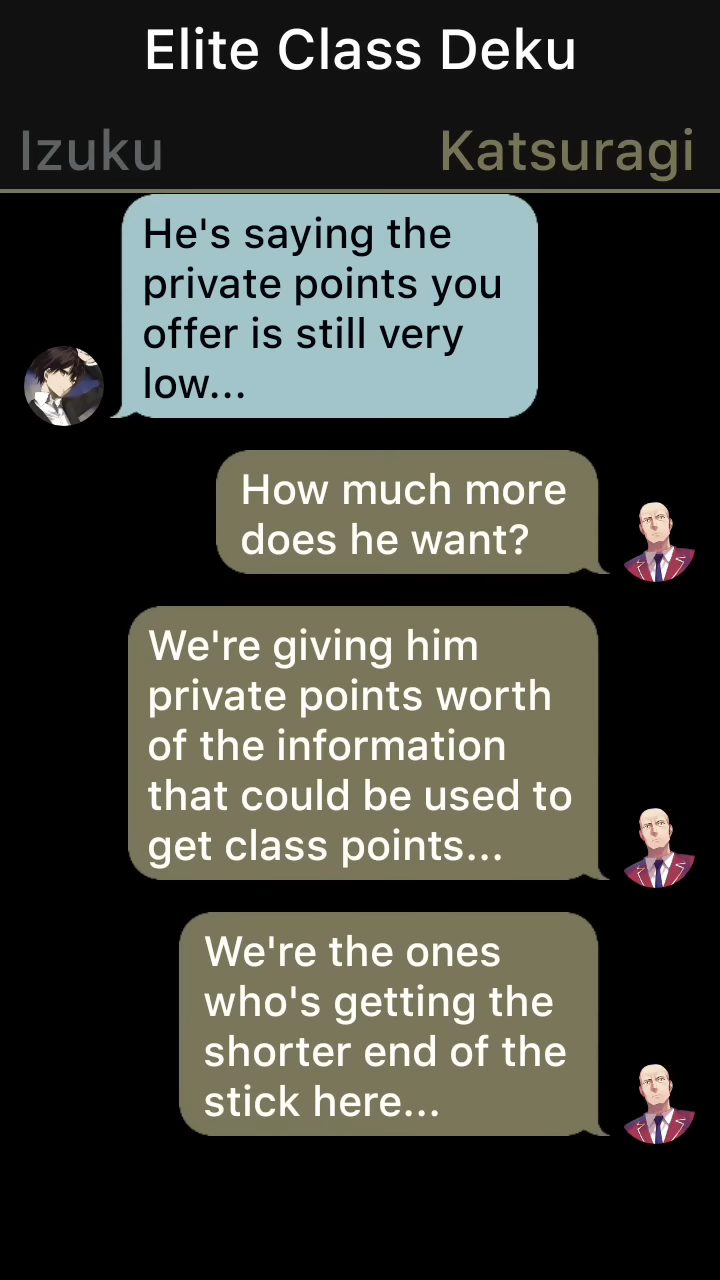 Elite Class Deku
Izuku
Katsuragi
He's saying the
private points you
offer is still very
low...
How much more
does he want?
We're giving him
private points worth
of the information
that could be used to
get class points...
We're the ones
who's getting the
shorter end of the
stick here...